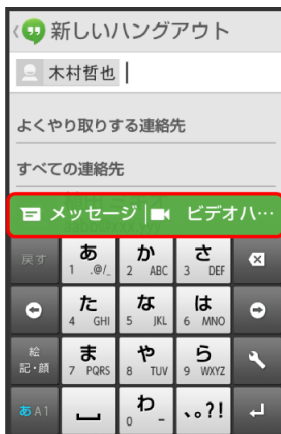 新しいハングアウト
木村哲也
よくやり取りする連絡先
すべての連絡先
メッセージ ビデオハ…
戻す あ 1 .@/_ か 2 ABC さ 3 DEF
た 4 GHI な 5 JKL は 6 MNO
絵記・顔 ま 7 PQRS や 8 TUV ら 9 WXYZ
あA1 わ 0 - 、。?!